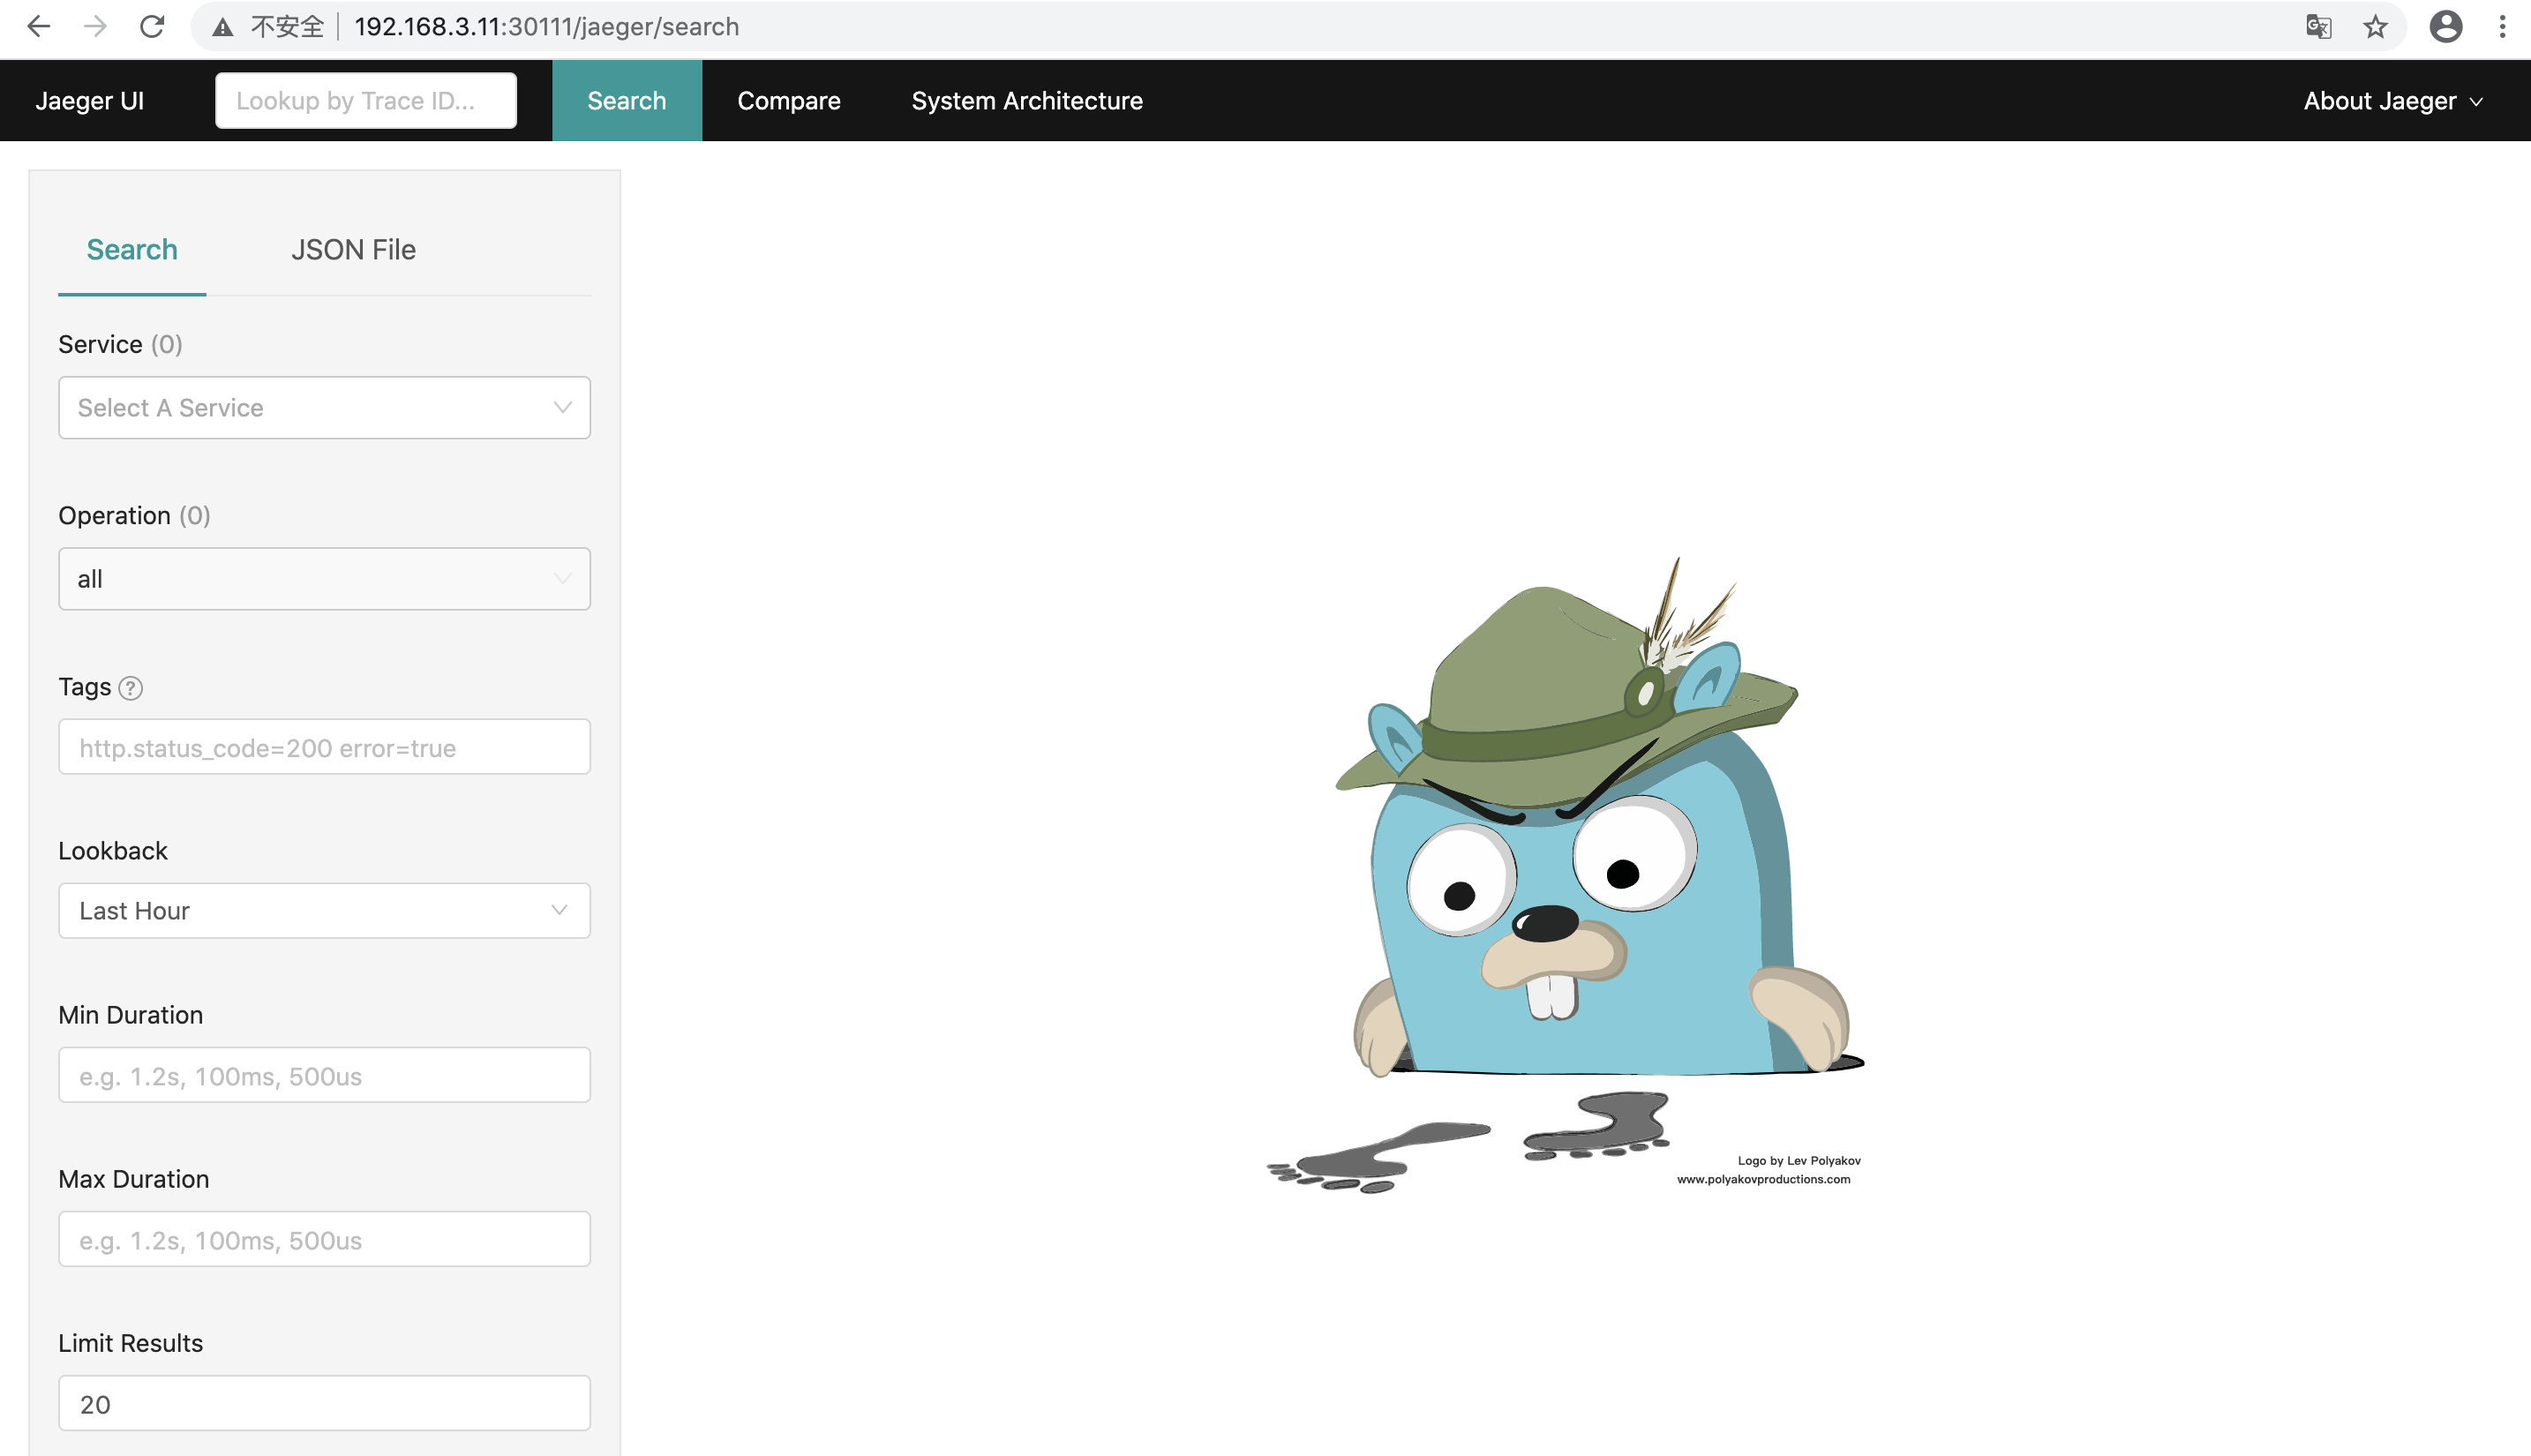 不安全 192.168.3.11:30111/jaeger/search
Jaeger UI Lookup by Trace ID... Search Compare System Architecture About Jaeger
Search JSON File
Service (0)
Select A Service
Operation (0)
all
Tags ?
http.status_code=200 error=true
Lookback
Last Hour
Min Duration
e.g. 1.2s, 100ms, 500us
Max Duration
e.g. 1.2s, 100ms, 500us
Limit Results
20
Logo by Lev Polyakov
www.polyakovproductions.com